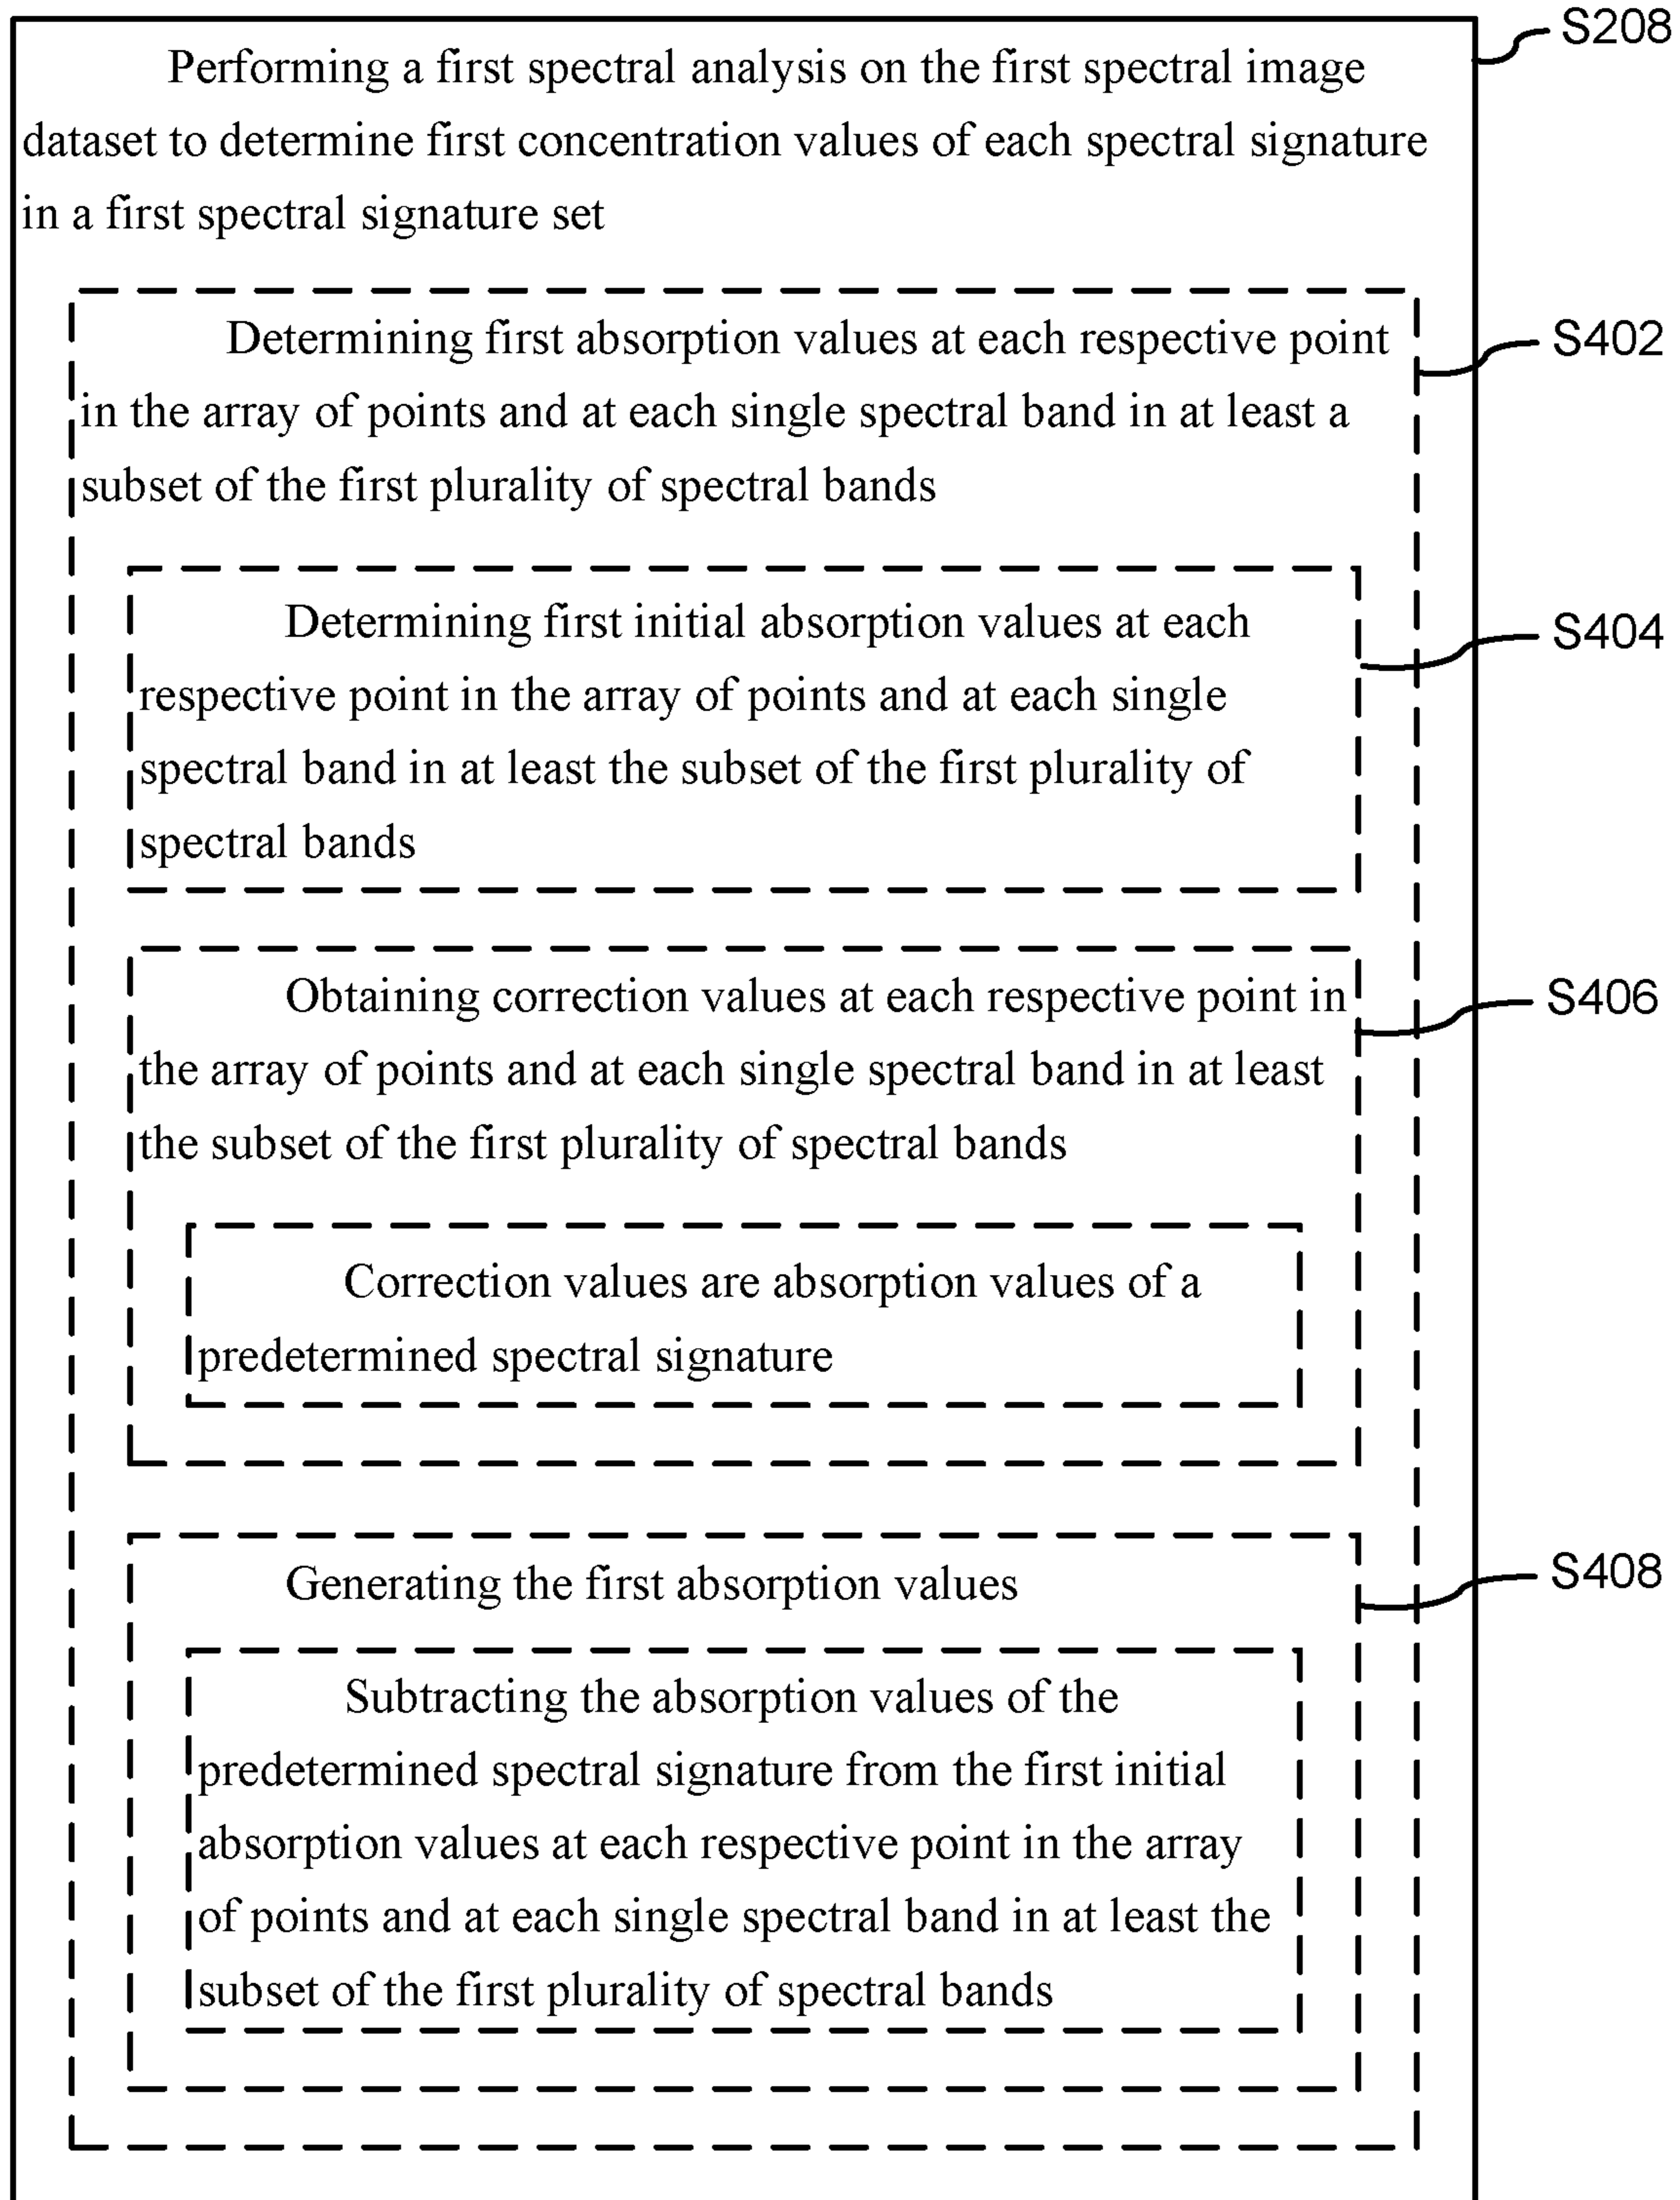 S208
Performing a first spectral analysis on the first spectral image
dataset to determine first concentration values of each spectral signature
in a first spectral signature set
Determining first absorption values at each respective point
S402
in the array of points and at each single spectral band in at least a
subset of the first plurality of spectral bands
Determining first initial absorption values at each
S404
respective point in the array of points and at each single
spectral band in at least the subset of the first plurality of
spectral bands
Obtaining correction values at each respective point in
S406
the array of points and at each single spectral band in at least
the subset of the first plurality of spectral bands
Correction values are absorption values of a
predetermined spectral signature
Generating the first absorption values
S408
Subtracting the absorption values of the
predetermined spectral signature from the first initial
absorption values at each respective point in the array
of points and at each single spectral band in at least the
subset of the first plurality of spectral bands